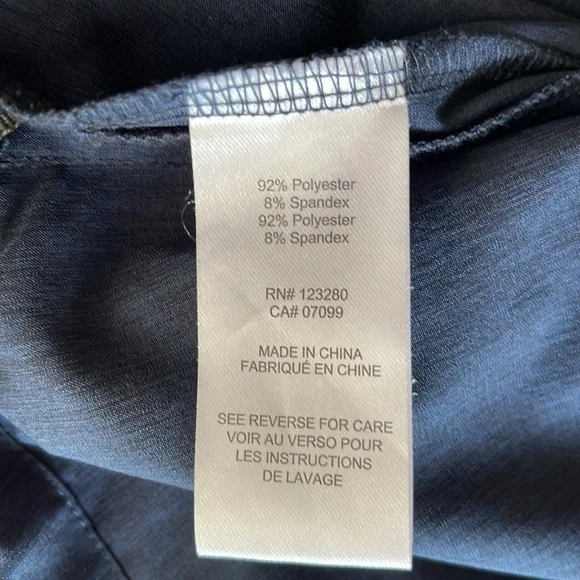 92% Polyester
8% Spandex
92% Polyester
8% Spandex
RN# 123280
CA# 07099
MADE IN CHINA
FABRIQUÉ EN CHINE
SEE REVERSE FOR CARE
VOIR AU VERSO POUR
LES INSTRUCTIONS
DE LAVAGE